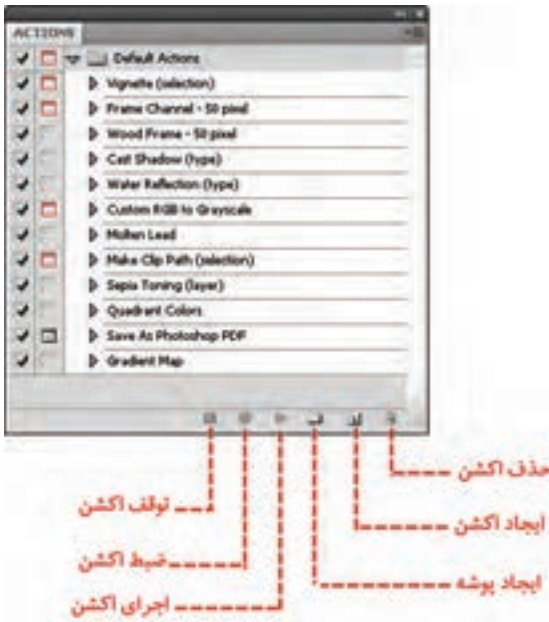 ACTIONS
Default Actions
Vignette (selection)
Frame Channel - 50 pixel
Wood Frame - 50 pixel
Cast Shadow (type)
Water Reflection (type)
Custom RGB to Grayscale
Molten Lead
Make Clip Path (selection)
Sepia Toning (layer)
Quadrant Colors
Save As Photoshop PDF
Gradient Map
حذف اکشن
توقف اکشن
ایجاد اکشن
ضبط اکشن
ایجاد پوشه
اجرای اکشن